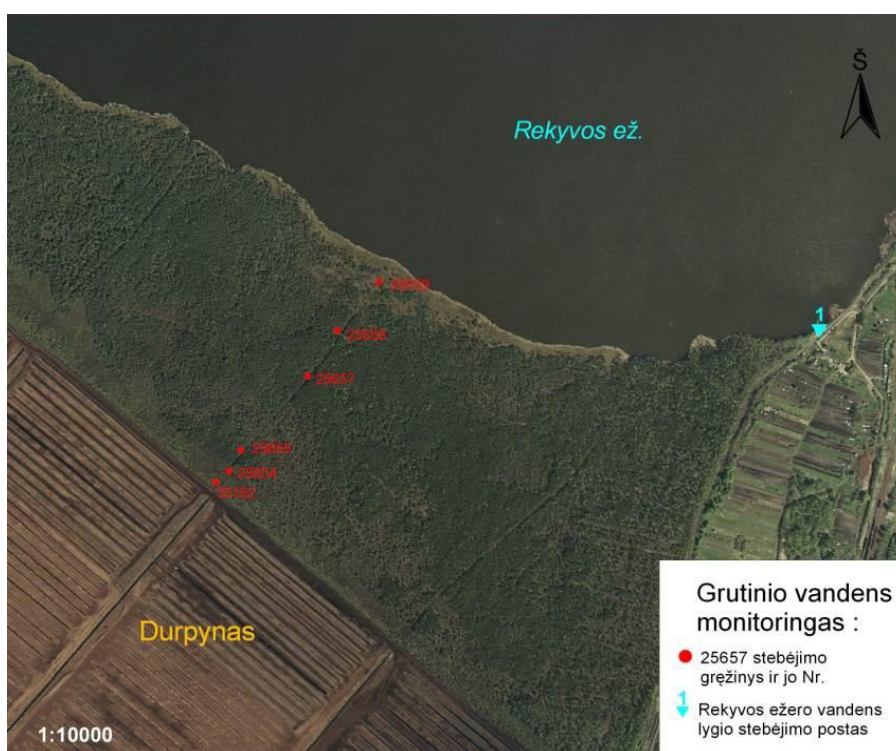 Š
Rekyvos ež.
1
25657
Durpynas
1:10000
Grutinio vandens
monitoringas :
25657 stebėjimo
gręžinys ir jo Nr.
1
Rekyvos ežero vandens
lygio stebėjimo postas